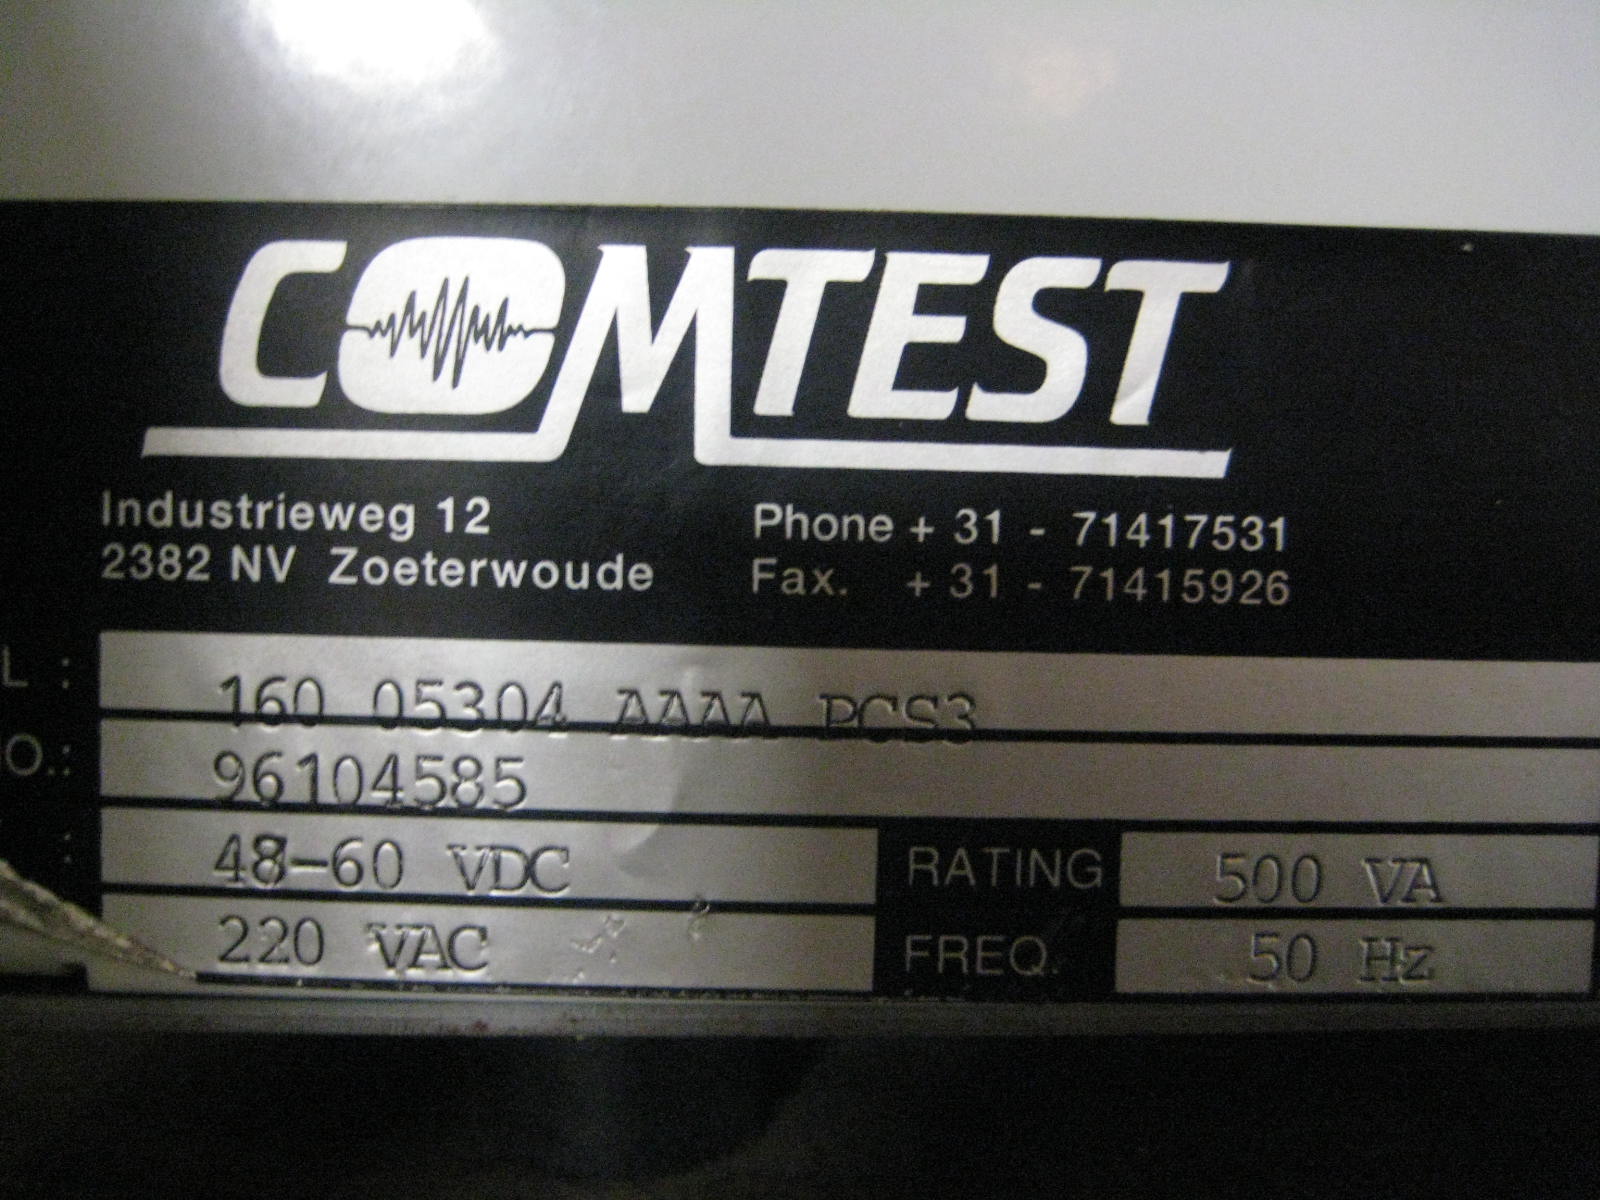 COMTEST
Industrieweg 12
2382 NV Zoeterwoude
Phone + 31 - 71417531
Fax. + 31 - 71415926
L : 160 05304 AAAA PCS3
O.: 96104585
: 48-60 VDC RATING 500 VA
220 VAC FREQ. 50 Hz